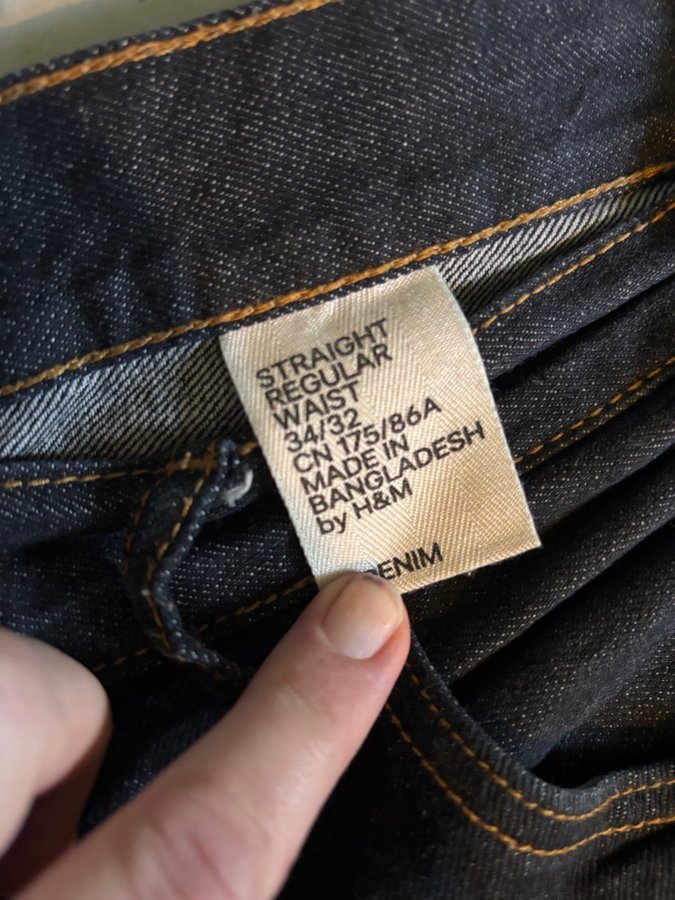 STRAIGHT
REGULAR
WAIST
34/32
CN 175/86A
MADE IN
BANGLADESH
by H&M
DENIM